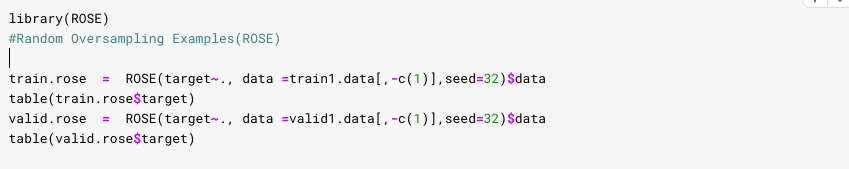 library(ROSE)
#Random Oversampling Examples(ROSE)
train.rose  =  ROSE(target~., data =train1.data[,-c(1)],seed=32)$data
table(train.rose$target)
valid.rose  =  ROSE(target~., data =valid1.data[,-c(1)],seed=32)$data
table(valid.rose$target)